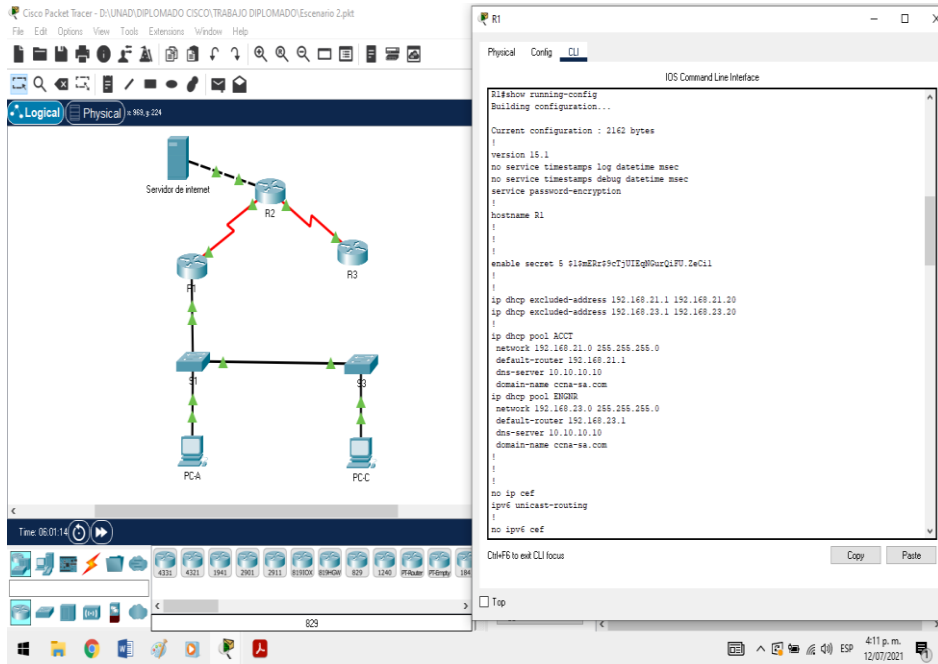 Cisco Packet Tracer - D:\UNAD\DIPLOMADO CISCO\TRABAJO DIPLOMADO\Escenario 2.pkt
File Edit Options View Tools Extensions Window Help
Logical Physical x: 969, y: 224
Servidor de internet
R2
R3
R1
S1
S3
PC-A
PC-C
Time: 06:01:14
4331 4321 1941 2901 2911 819IOX 819HGW 829 1240 PT-Router PT-Empty 184
829
R1
Physical Config CLI
IOS Command Line Interface
R1#show running-config
Building configuration...
Current configuration : 2162 bytes
!
version 15.1
no service timestamps log datetime msec
no service timestamps debug datetime msec
service password-encryption
!
hostname R1
!
!
!
enable secret 5 $1$mERr$9cTjUIEqNGurQiFU.ZeCi1
!
!
ip dhcp excluded-address 192.168.21.1 192.168.21.20
ip dhcp excluded-address 192.168.23.1 192.168.23.20
!
ip dhcp pool ACCT
network 192.168.21.0 255.255.255.0
default-router 192.168.21.1
dns-server 10.10.10.10
domain-name ccna-sa.com
ip dhcp pool ENGNR
network 192.168.23.0 255.255.255.0
default-router 192.168.23.1
dns-server 10.10.10.10
domain-name ccna-sa.com
!
!
!
no ip cef
ipv6 unicast-routing
!
no ipv6 cef
Ctrl+F6 to exit CLI focus
Copy Paste
Top
ESP
4:11 p. m.
12/07/2021
1